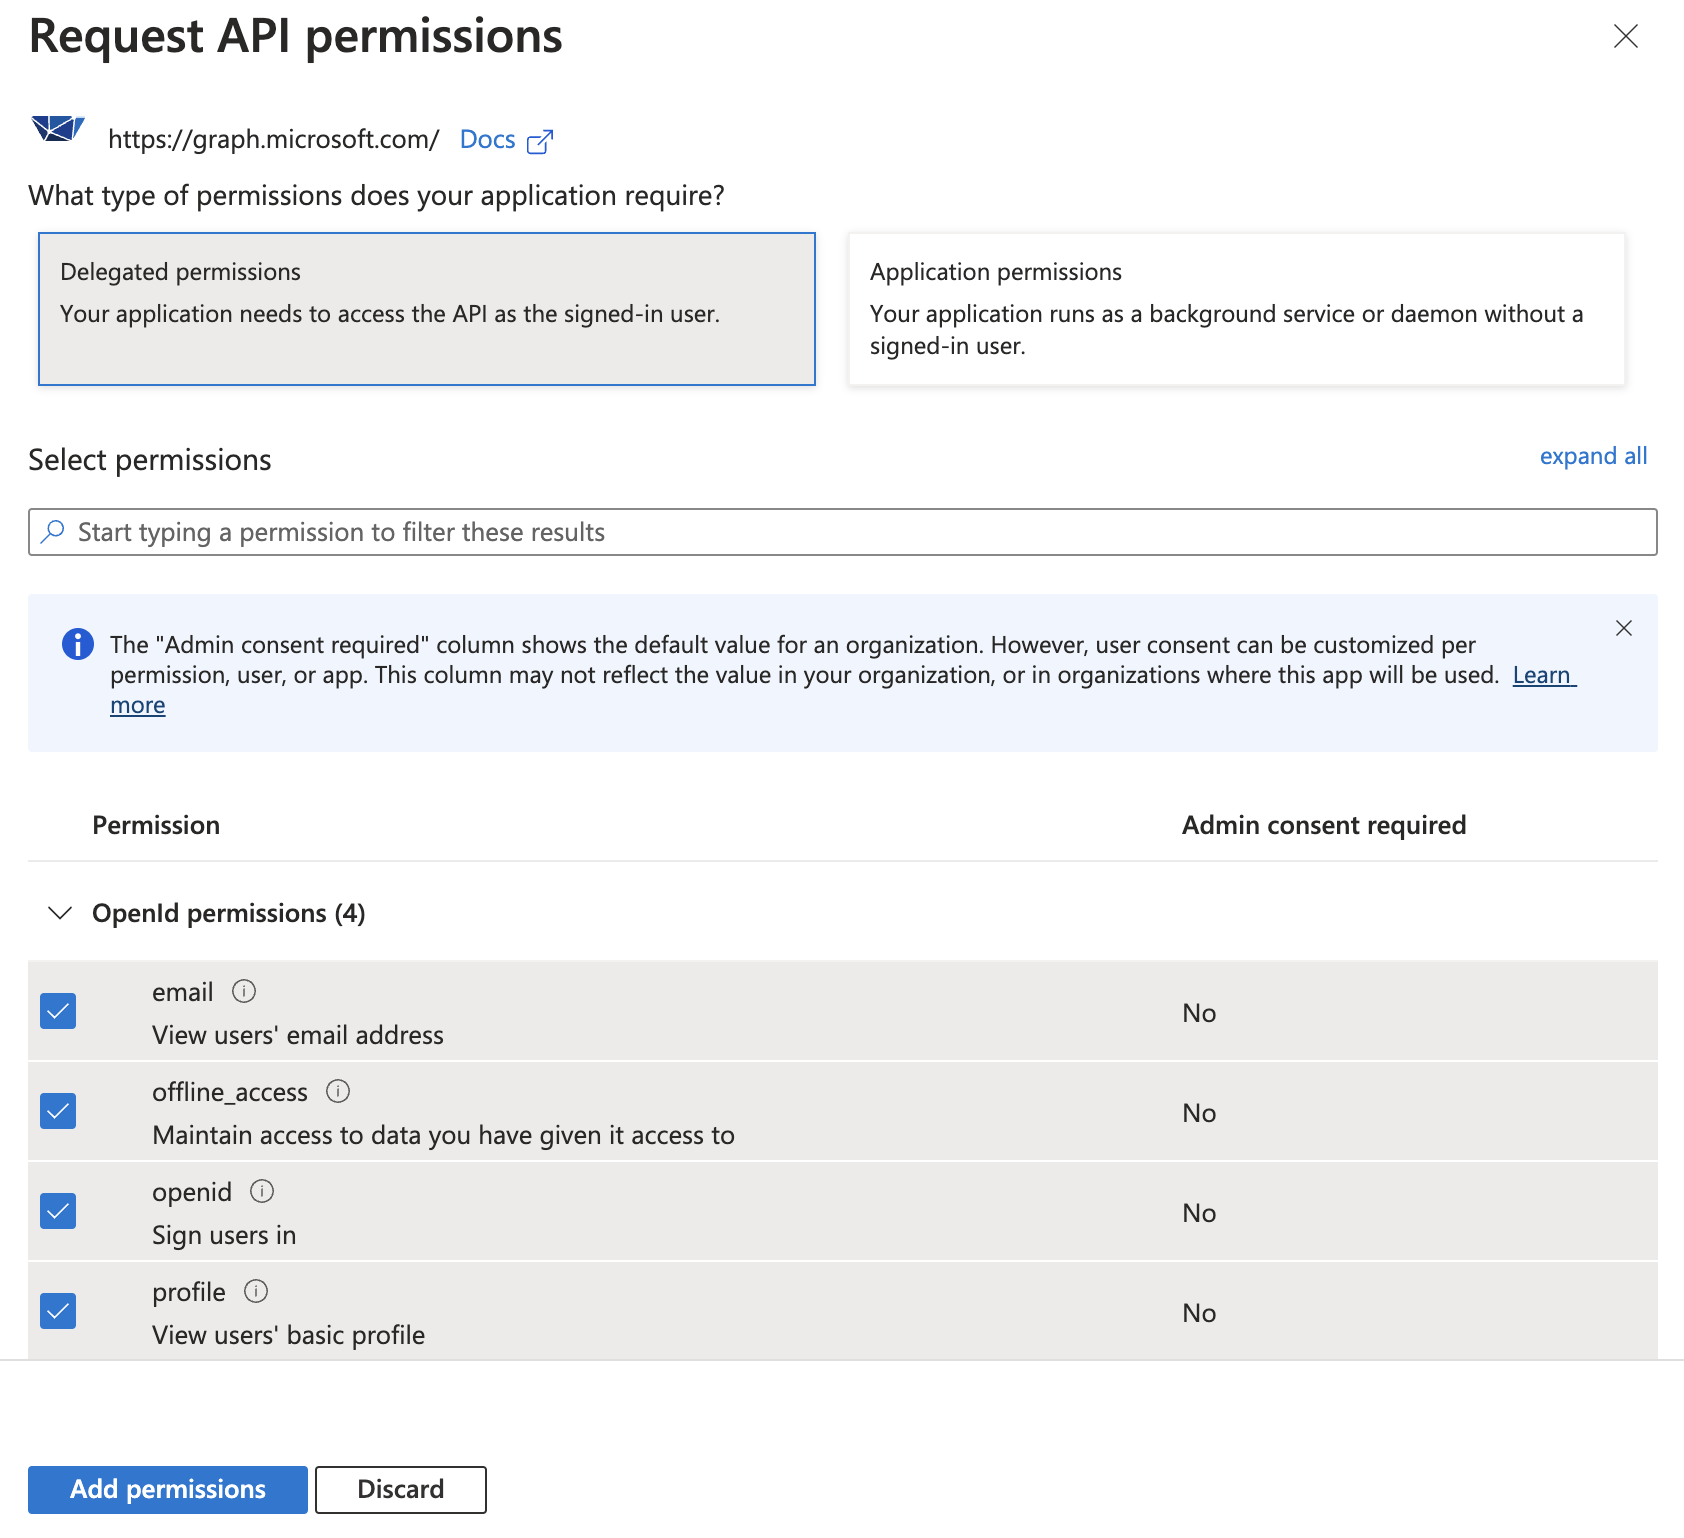 Request API permissions
https://graph.microsoft.com/ Docs
What type of permissions does your application require?
Delegated permissions
Your application needs to access the API as the signed-in user.
Application permissions
Your application runs as a background service or daemon without a
signed-in user.
Select permissions
expand all
Start typing a permission to filter these results
The "Admin consent required" column shows the default value for an organization. However, user consent can be customized per
permission, user, or app. This column may not reflect the value in your organization, or in organizations where this app will be used. Learn
more
Permission Admin consent required
OpenId permissions (4)
email
View users' email address
No
offline_access
Maintain access to data you have given it access to
No
openid
Sign users in
No
profile
View users' basic profile
No
Add permissions Discard